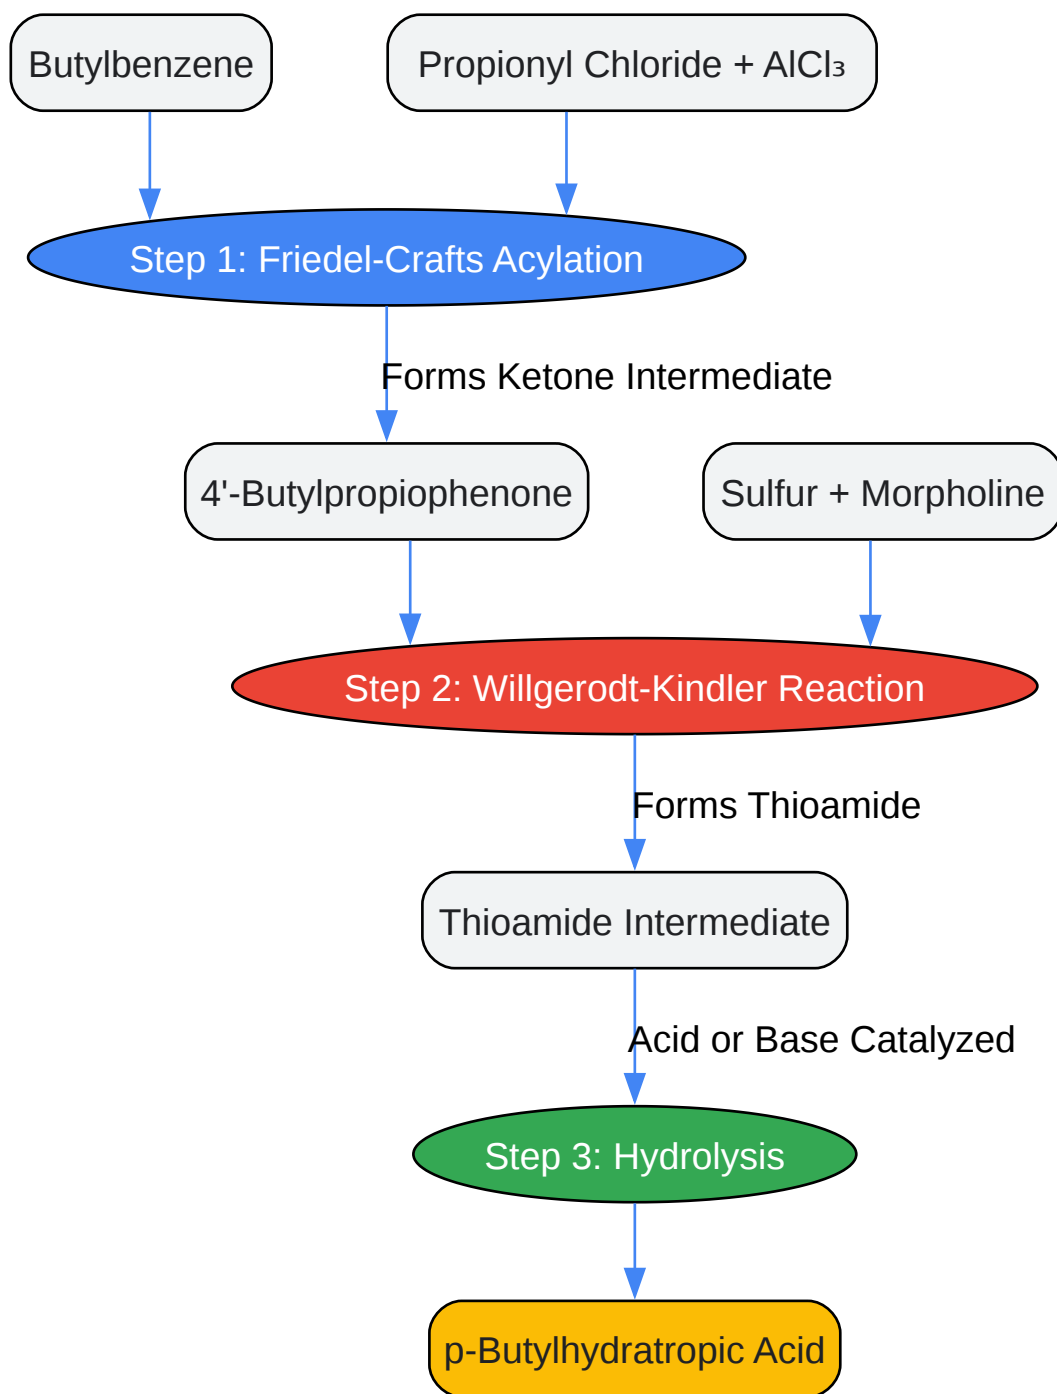 Butylbenzene
Propionyl Chloride + AlCl₃
Step 1: Friedel-Crafts Acylation
Forms Ketone Intermediate
4'-Butylpropiophenone
Sulfur + Morpholine
Step 2: Willgerodt-Kindler Reaction
Forms Thioamide
Thioamide Intermediate
Acid or Base Catalyzed
Step 3: Hydrolysis
p-Butylhydratropic Acid